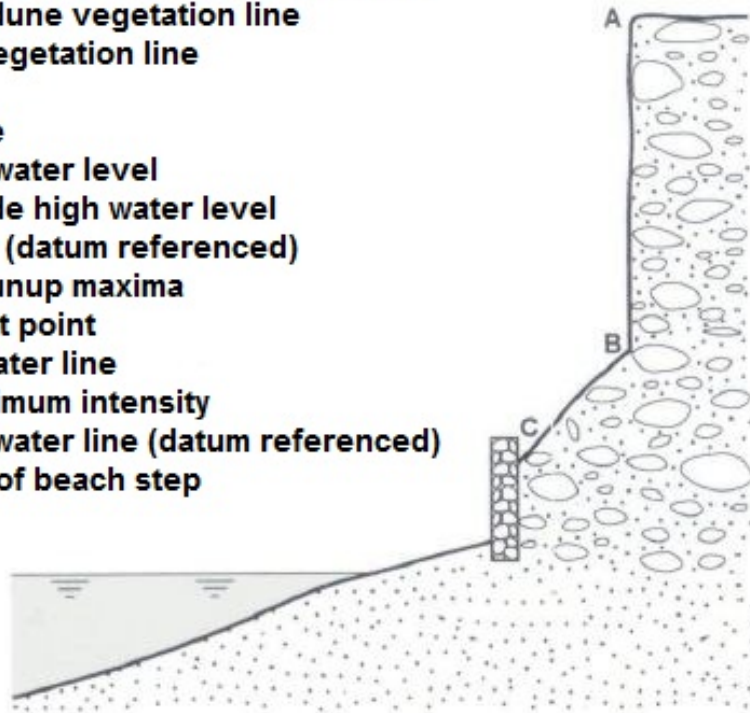 dune vegetation line
vegetation line
water level
le high water level
(datum referenced)
unup maxima
t point
ater line
imum intensity
water line (datum referenced)
of beach step
A
B
C